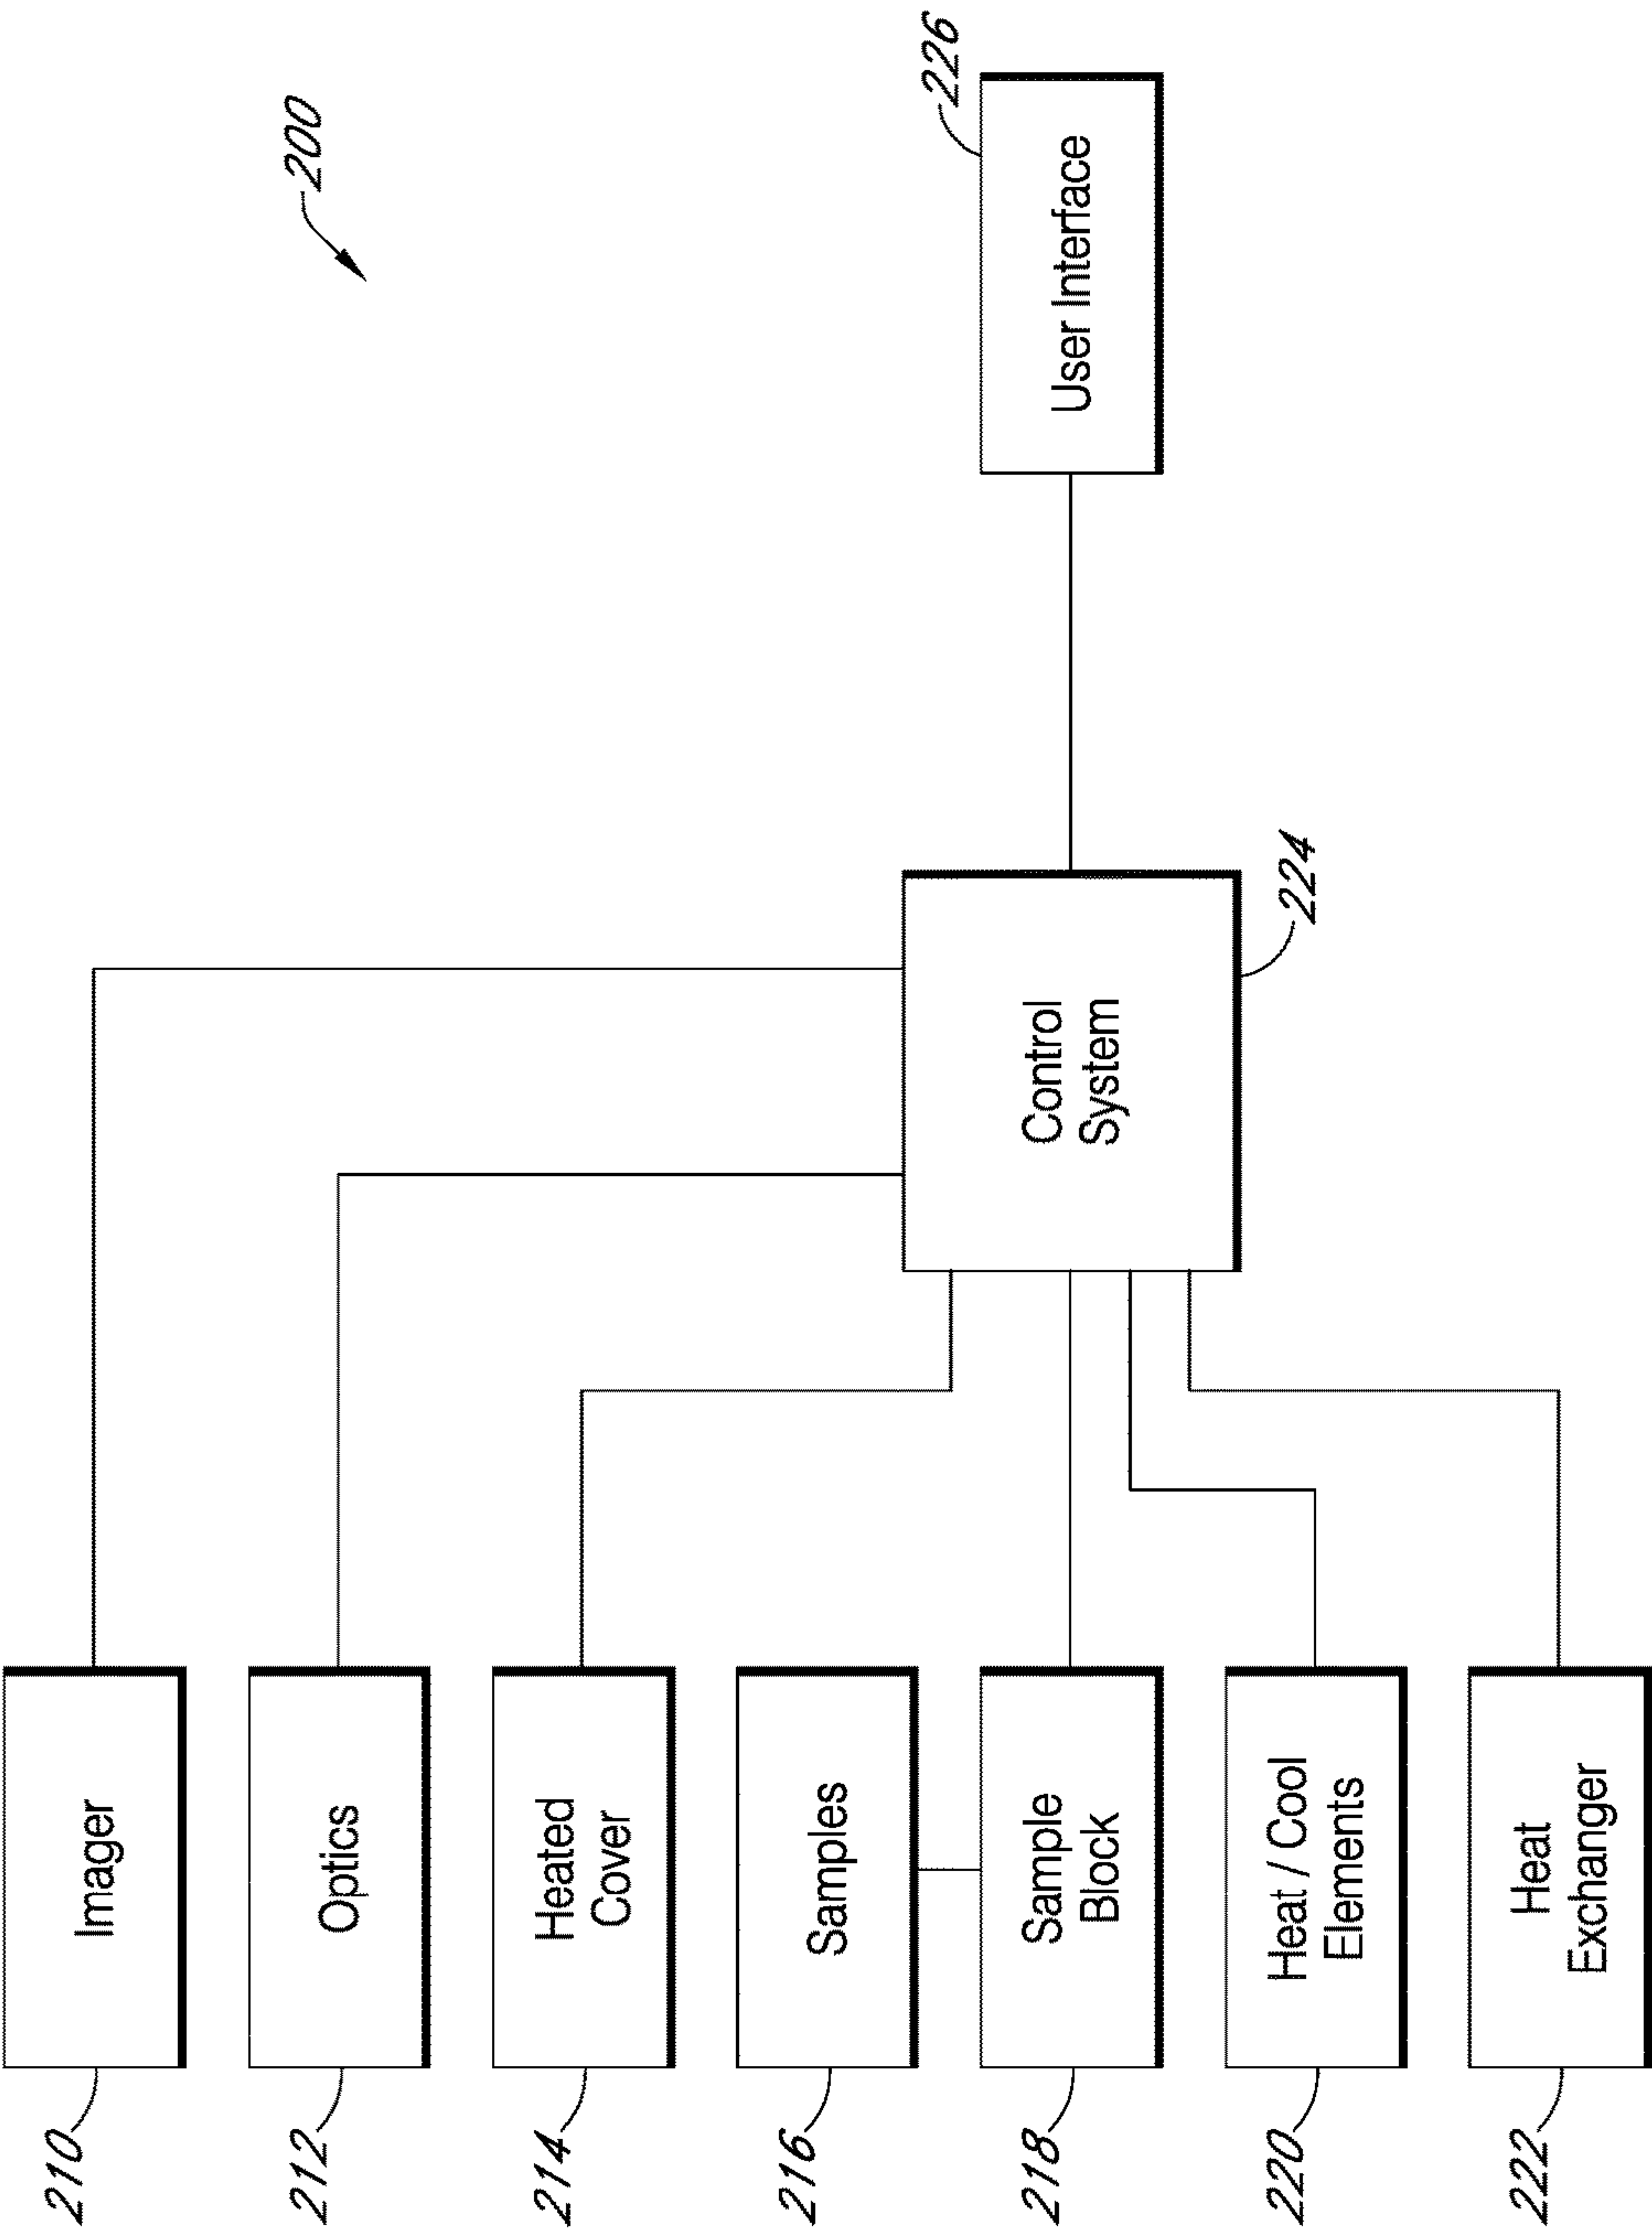 200
210
Imager
212
Optics
214
Heated
Cover
216
Samples
218
Sample
Block
220
Heat / Cool
Elements
222
Heat
Exchanger
Control
System
224
User Interface
226